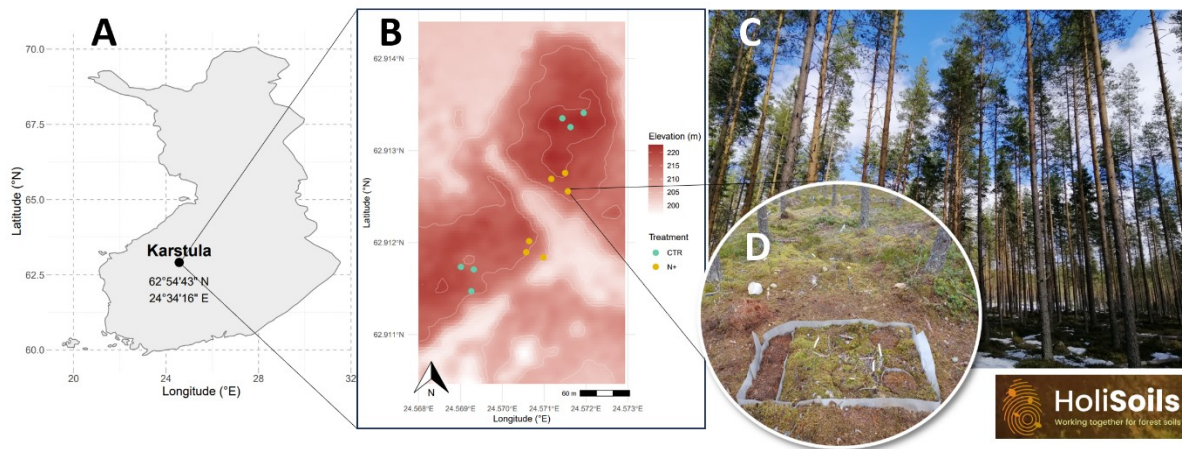 A
70.0
67.5
65.0
62.5
60.0
Latitude (°N)
Karstula
62°54'43" N
24°34'16" E
20
24
28
32
Longitude (°E)
B
62.914°N
62.913°N
62.912°N
62.911°N
Latitude (°N)
N
60 m
24.568°E 24.569°E 24.570°E 24.571°E 24.572°E 24.573°E
Longitude (°E)
Elevation (m)
220
215
210
205
200
Treatment
CTR
N+
C
D
HoliSoils
Working together for forest soils